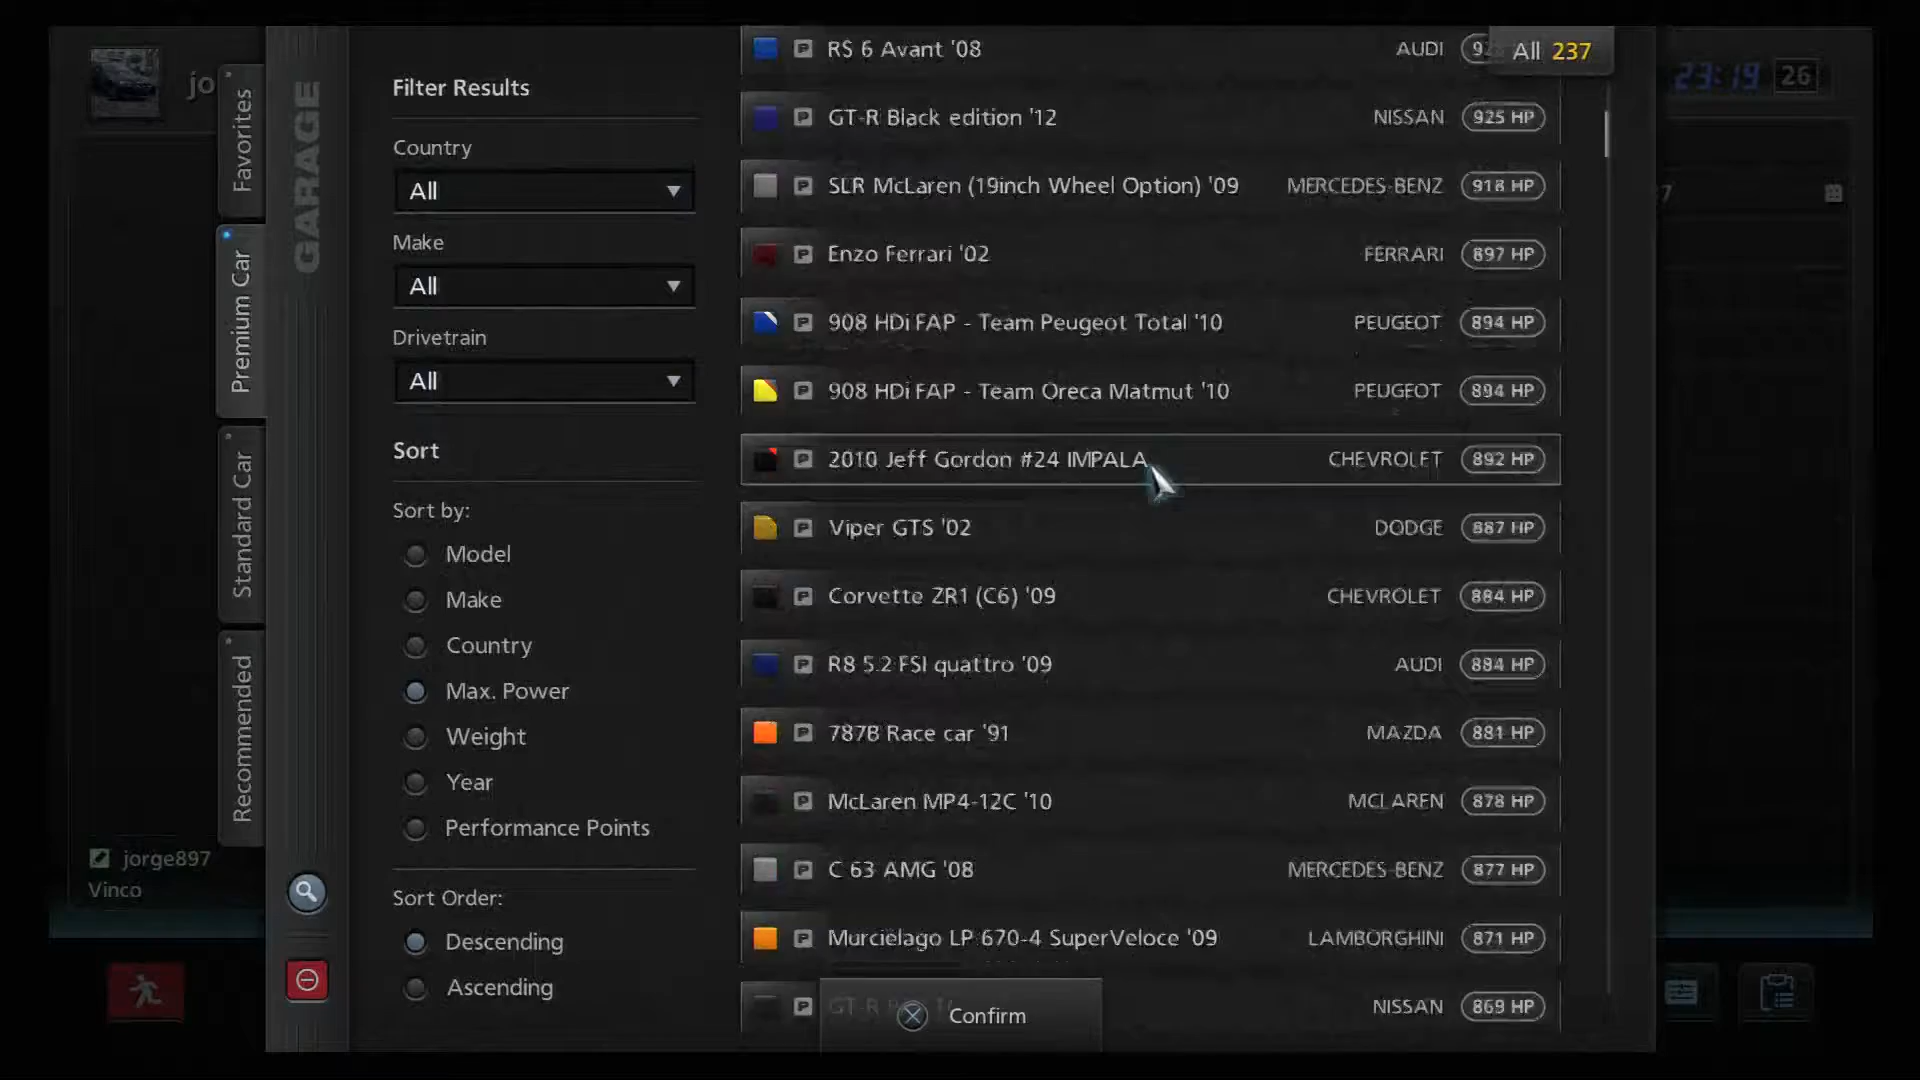 jo
23:19 26
GARAGE
Favorites
Premium Car
Standard Car
Recommended
Filter Results
Country
All
Make
All
Drivetrain
All
Sort
Sort by:
Model
Make
Country
Max. Power
Weight
Year
Performance Points
Sort Order:
Descending
Ascending
All 237
P RS 6 Avant '08 AUDI
P GT-R Black edition '12 NISSAN 925 HP
P SLR McLaren (19inch Wheel Option) '09 MERCEDES-BENZ 918 HP
P Enzo Ferrari '02 FERRARI 897 HP
P 908 HDi FAP - Team Peugeot Total '10 PEUGEOT 894 HP
P 908 HDi FAP - Team Oreca Matmut '10 PEUGEOT 894 HP
P 2010 Jeff Gordon #24 IMPALA CHEVROLET 892 HP
P Viper GTS '02 DODGE 887 HP
P Corvette ZR1 (C6) '09 CHEVROLET 884 HP
P R8 5.2 FSI quattro '09 AUDI 884 HP
P 787B Race car '91 MAZDA 881 HP
P McLaren MP4-12C '10 MCLAREN 878 HP
P C 63 AMG '08 MERCEDES-BENZ 877 HP
P Murciélago LP 670-4 SuperVeloce '09 LAMBORGHINI 871 HP
P GT-R NISSAN 869 HP
Confirm
jorge897
Vinco